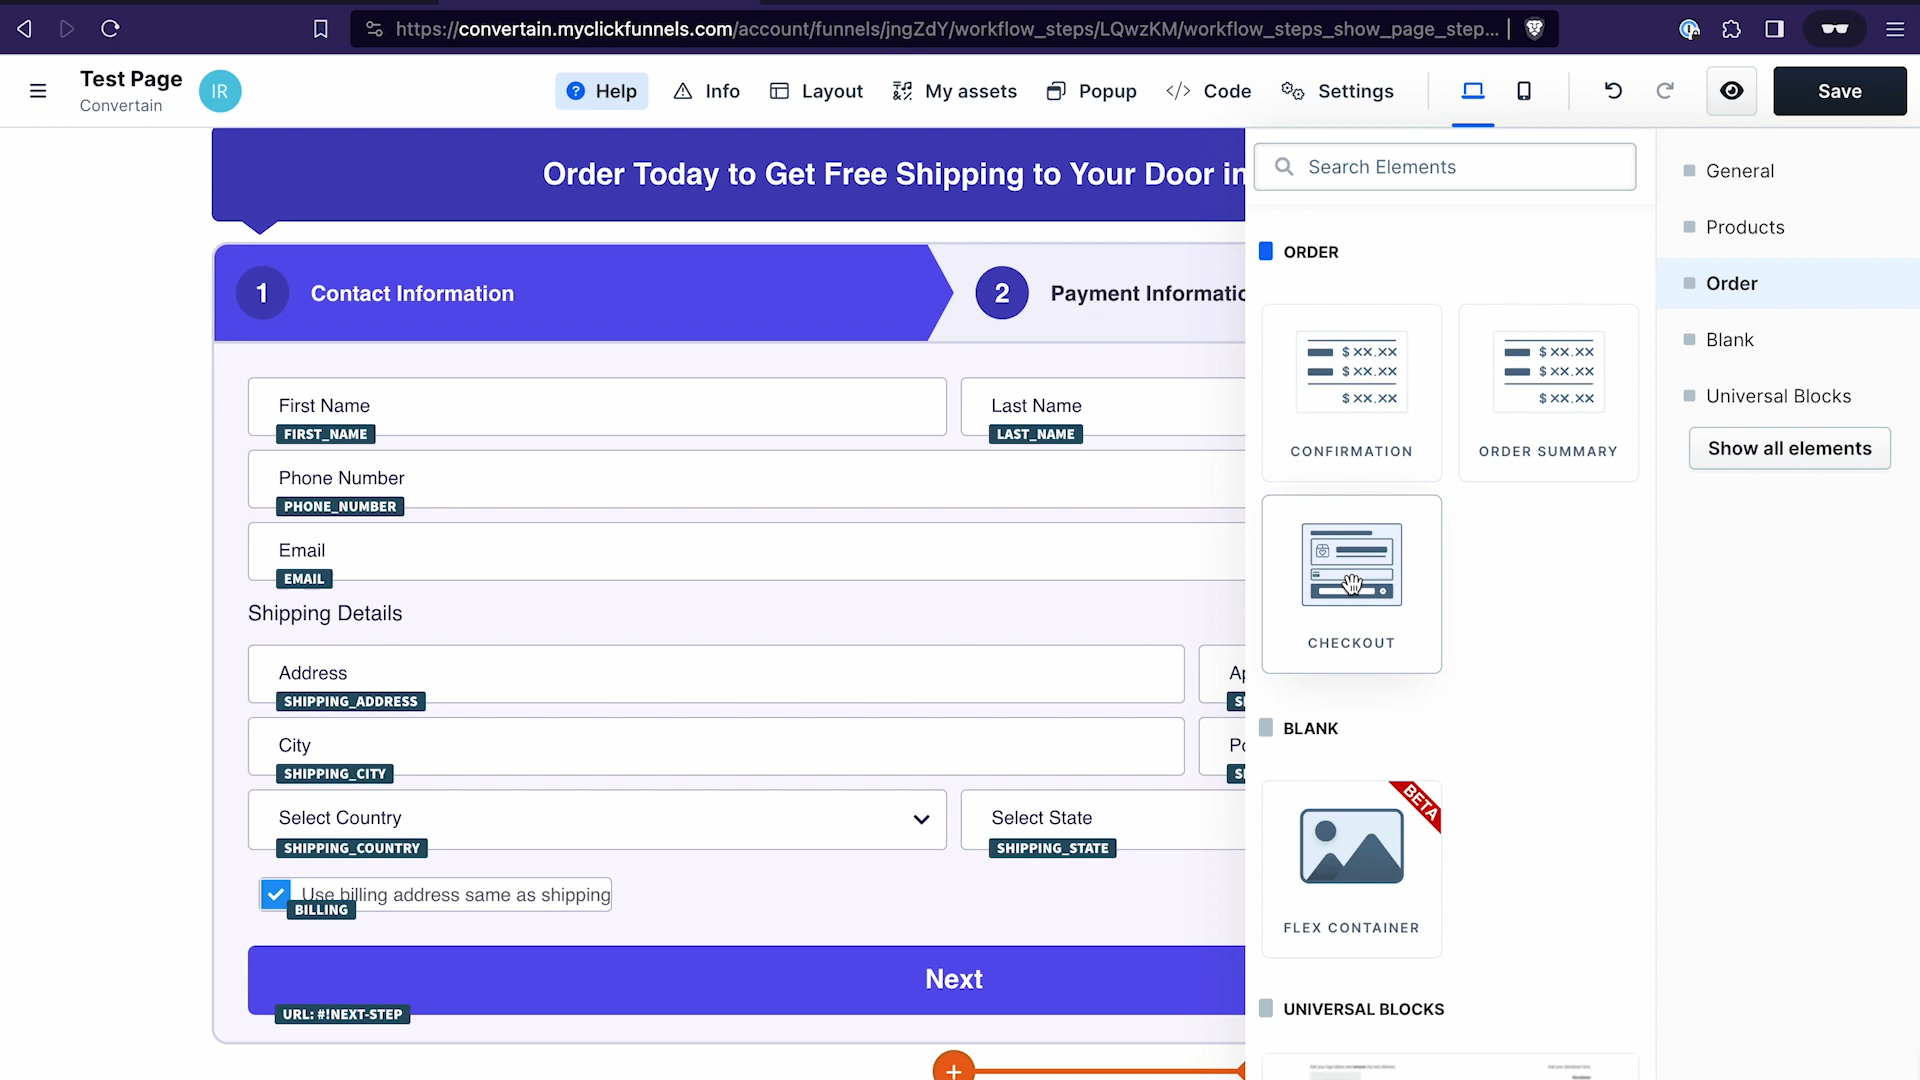 https://convertain.myclickfunnels.com/account/funnels/jngZdY/workflow_steps/LQwzKM/workflow_steps_show_page_step...
Test Page
Convertain
IR
Help
Info
Layout
My assets
Popup
Code
Settings
Save
Order Today to Get Free Shipping to Your Door in
1 Contact Information
2 Payment Informatio
First Name
FIRST_NAME
Last Name
LAST_NAME
Phone Number
PHONE_NUMBER
Email
EMAIL
Shipping Details
Address
SHIPPING_ADDRESS
Ap
S
City
SHIPPING_CITY
Po
S
Select Country
SHIPPING_COUNTRY
Select State
SHIPPING_STATE
Use billing address same as shipping
BILLING
Next
URL: #!NEXT-STEP
Search Elements
ORDER
$ XX.XX
$ XX.XX
$ XX.XX
CONFIRMATION
$ XX.XX
$ XX.XX
$ XX.XX
ORDER SUMMARY
CHECKOUT
BLANK
BETA
FLEX CONTAINER
UNIVERSAL BLOCKS
General
Products
Order
Blank
Universal Blocks
Show all elements